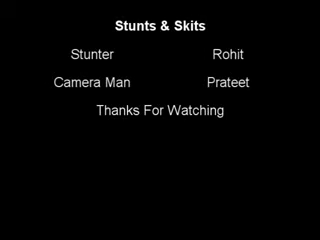 Stunts & Skits
Stunter Rohit
Camera Man Prateet
Thanks For Watching